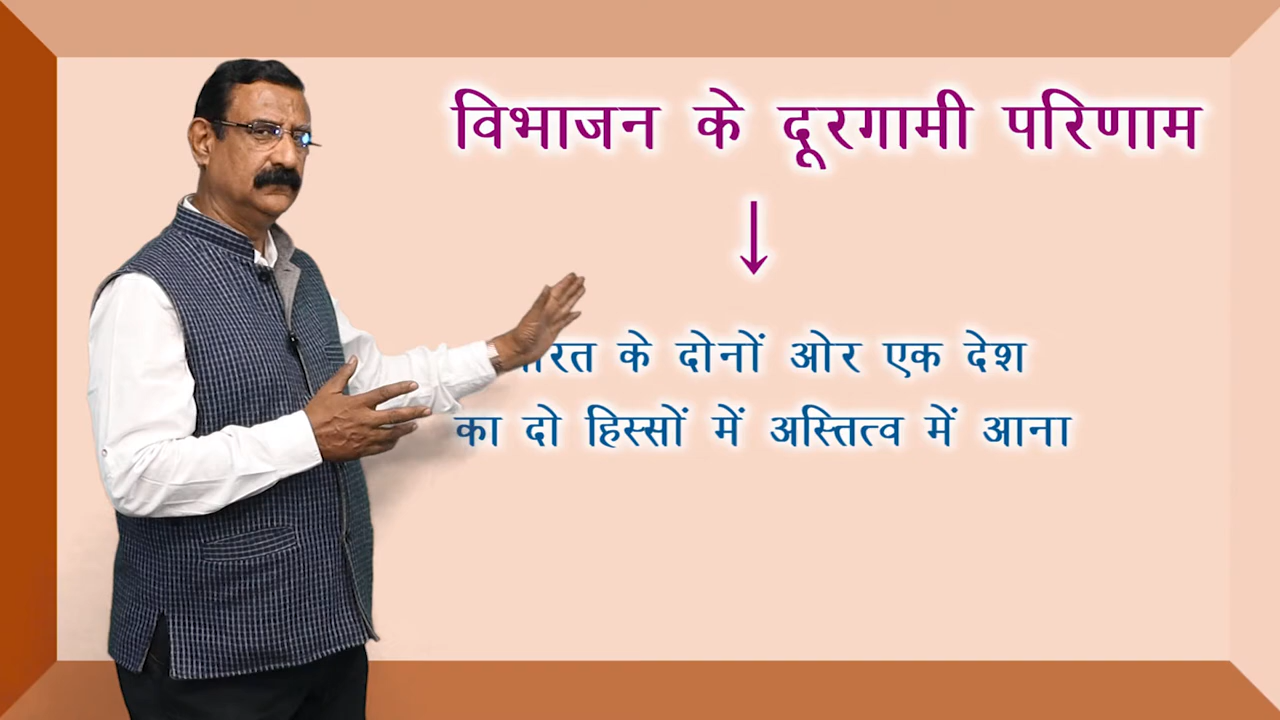 विभाजन के दूरगामी परिणाम
↓
के दोनों ओर एक देश
का दो हिस्सों में अस्तित्व में आना